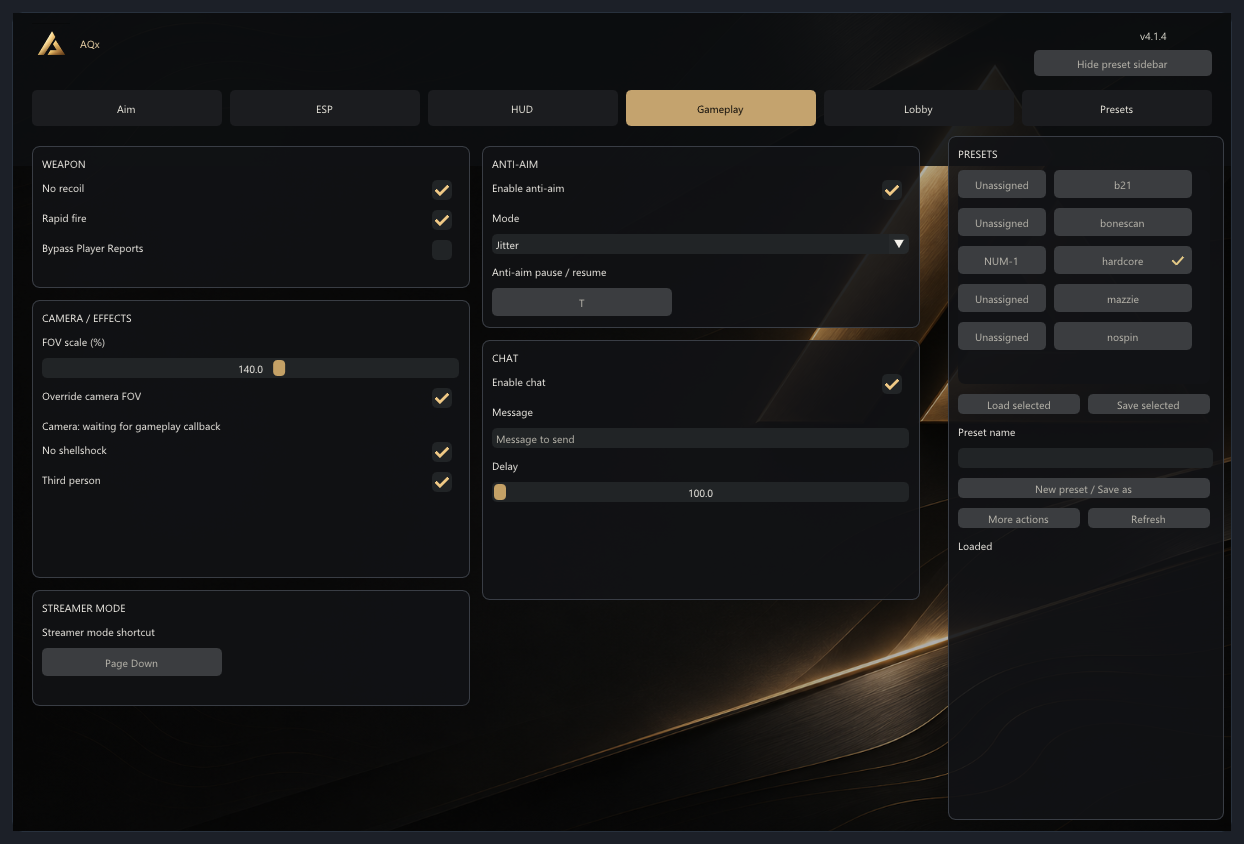 AQx
v4.1.4
Hide preset sidebar
Aim
ESP
HUD
Gameplay
Lobby
Presets
WEAPON
No recoil
Rapid fire
Bypass Player Reports
CAMERA / EFFECTS
FOV scale (%)
140.0
Override camera FOV
Camera: waiting for gameplay callback
No shellshock
Third person
STREAMER MODE
Streamer mode shortcut
Page Down
ANTI-AIM
Enable anti-aim
Mode
Jitter
Anti-aim pause / resume
T
CHAT
Enable chat
Message
Message to send
Delay
100.0
PRESETS
Unassigned b21
Unassigned bonescan
NUM-1 hardcore
Unassigned mazzie
Unassigned nospin
Load selected Save selected
Preset name
New preset / Save as
More actions Refresh
Loaded